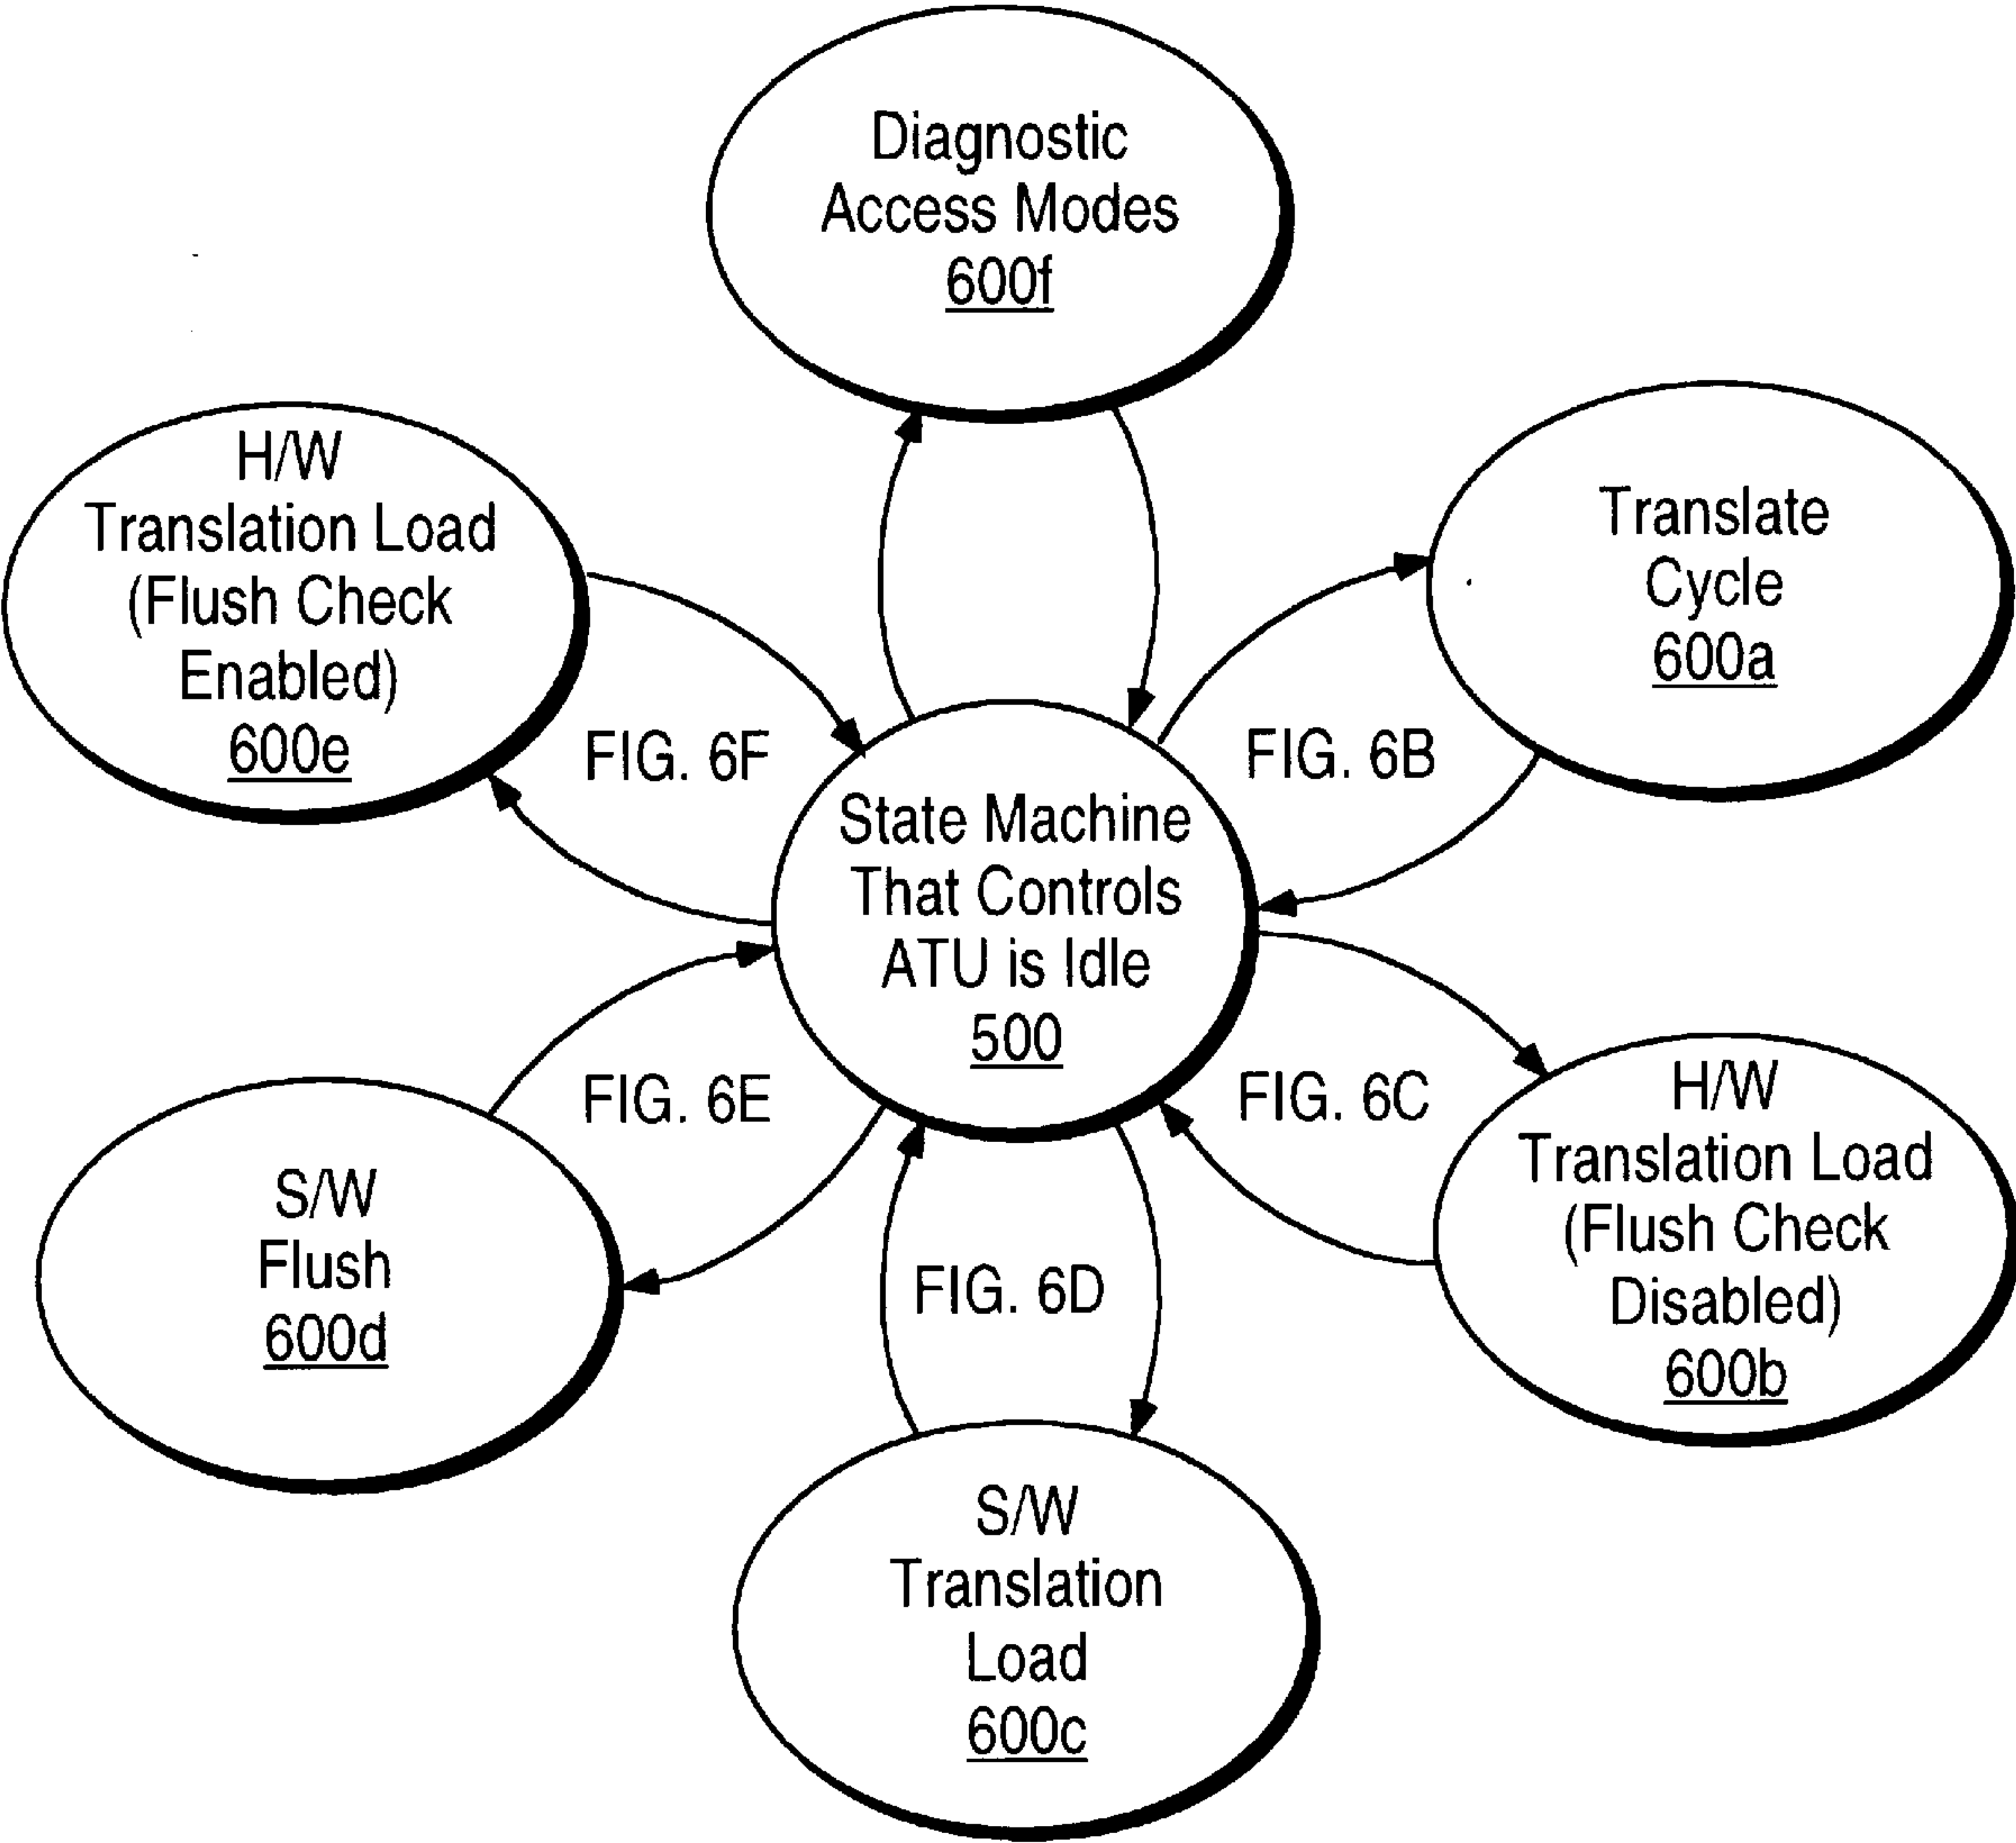 Diagnostic
Access Modes
600f
H/W
Translation Load
(Flush Check
Enabled)
600e
Translate
Cycle
600a
FIG. 6F
FIG. 6B
State Machine
That Controls
ATU is Idle
500
FIG. 6E
FIG. 6C
H/W
Translation Load
(Flush Check
Disabled)
600b
S/W
Flush
600d
FIG. 6D
S/W
Translation
Load
600c